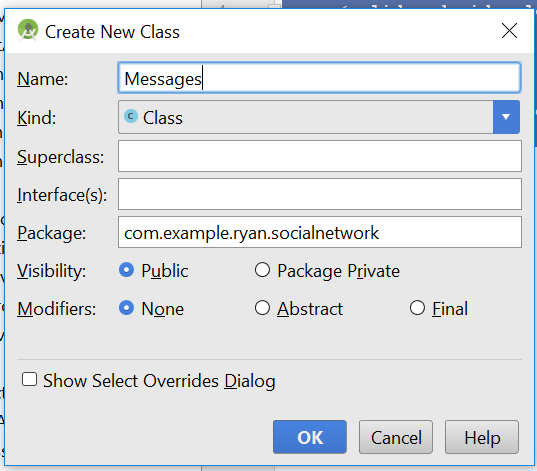 Create New Class
Name: Messages
Kind: C Class
Superclass:
Interface(s):
Package: com.example.ryan.socialnetwork
Visibility: Public Package Private
Modifiers: None Abstract Final
Show Select Overrides Dialog
OK Cancel Help